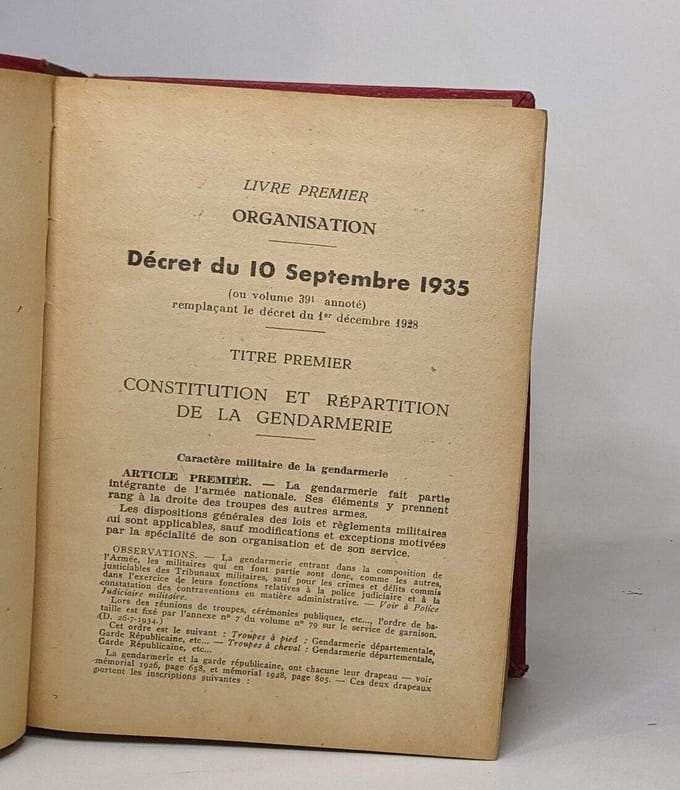 LIVRE PREMIER
ORGANISATION
Décret du 10 Septembre 1935
(ou volume 39¹ annoté)
remplaçant le décret du 1er décembre 1928
TITRE PREMIER
CONSTITUTION ET RÉPARTITION
DE LA GENDARMERIE
Caractère militaire de la gendarmerie
ARTICLE PREMIER. — La gendarmerie fait partie
intégrante de l'armée nationale. Ses éléments y prennent
rang à la droite des troupes des autres armes.
Les dispositions générales des lois et règlements militaires
lui sont applicables, sauf modifications et exceptions motivées
par la spécialité de son organisation et de son service.
OBSERVATIONS. — La gendarmerie entrant dans la composition de
l'Armée, les militaires qui en font partie sont donc, comme les autres,
justiciables des Tribunaux militaires, sauf pour les crimes et délits commis
dans l'exercice de leurs fonctions relatives à la police judiciaire et à la
constatation des contraventions en matière administrative. — Voir à Police
Judiciaire militaire.
Lors des réunions de troupes, cérémonies publiques, etc..., l'ordre de ba-
taille est fixé par l'annexe n° 7 du volume n° 79 sur le service de garnison.
(D. 26-7-1934.)
Cet ordre est le suivant : Troupes à pied : Gendarmerie départementale,
Garde Républicaine, etc... — Troupes à cheval : Gendarmerie départementale,
Garde Républicaine, etc...
La gendarmerie et la garde républicaine, ont chacune leur drapeau — voir
mémorial 1926, page 658, et mémorial 1928, page 805. — Ces deux drapeaux
portent les inscriptions suivantes :